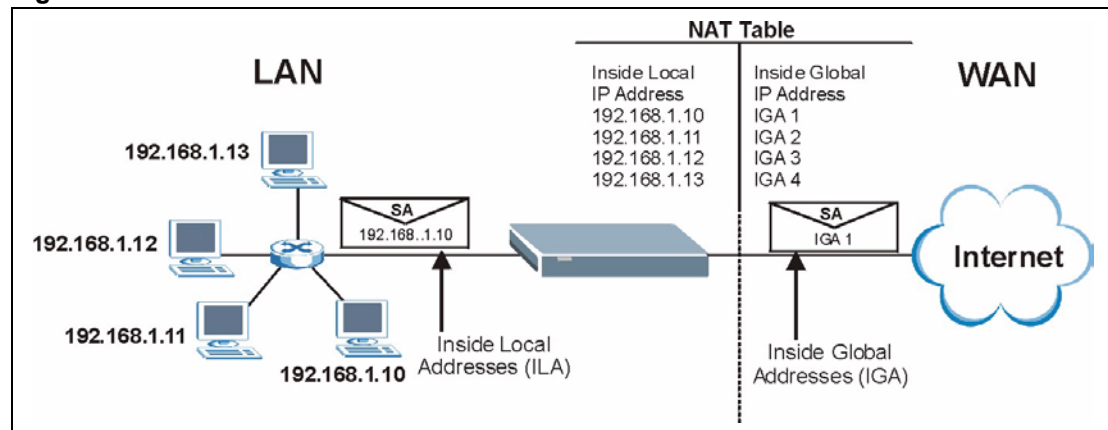 NAT Table
LAN
WAN
Inside Local
IP Address
192.168.1.10
192.168.1.11
192.168.1.12
192.168.1.13
Inside Global
IP Address
IGA 1
IGA 2
IGA 3
IGA 4
192.168.1.13
192.168.1.12
192.168.1.11
192.168.1.10
SA
192.168..1.10
SA
IGA 1
Internet
Inside Local
Addresses (ILA)
Inside Global
Addresses (IGA)